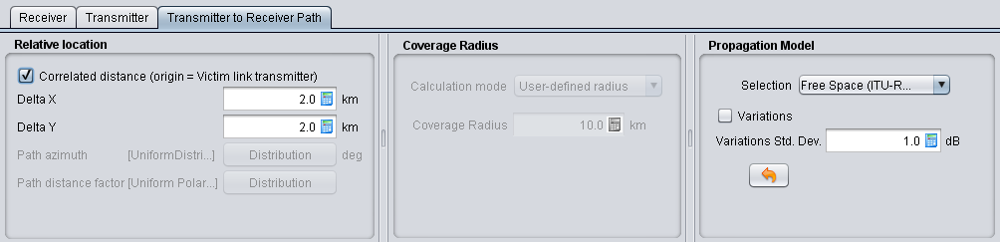 Receiver Transmitter Transmitter to Receiver Path
Relative location
Correlated distance (origin = Victim link transmitter)
Delta X 2.0 km
Delta Y 2.0 km
Path azimuth [UniformDistri...] Distribution deg
Path distance factor [Uniform Polar...] Distribution
Coverage Radius
Calculation mode User-defined radius
Coverage Radius 10.0 km
Propagation Model
Selection Free Space (ITU-R...
Variations
Variations Std. Dev. 1.0 dB